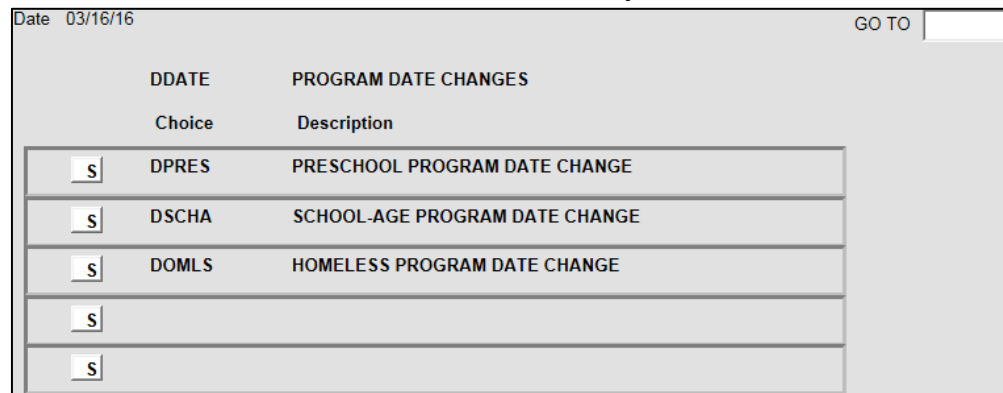 Date 03/16/16 GO TO
DDATE PROGRAM DATE CHANGES
Choice Description
S DPRES PRESCHOOL PROGRAM DATE CHANGE
S DSCHA SCHOOL-AGE PROGRAM DATE CHANGE
S DOMLS HOMELESS PROGRAM DATE CHANGE
S
S